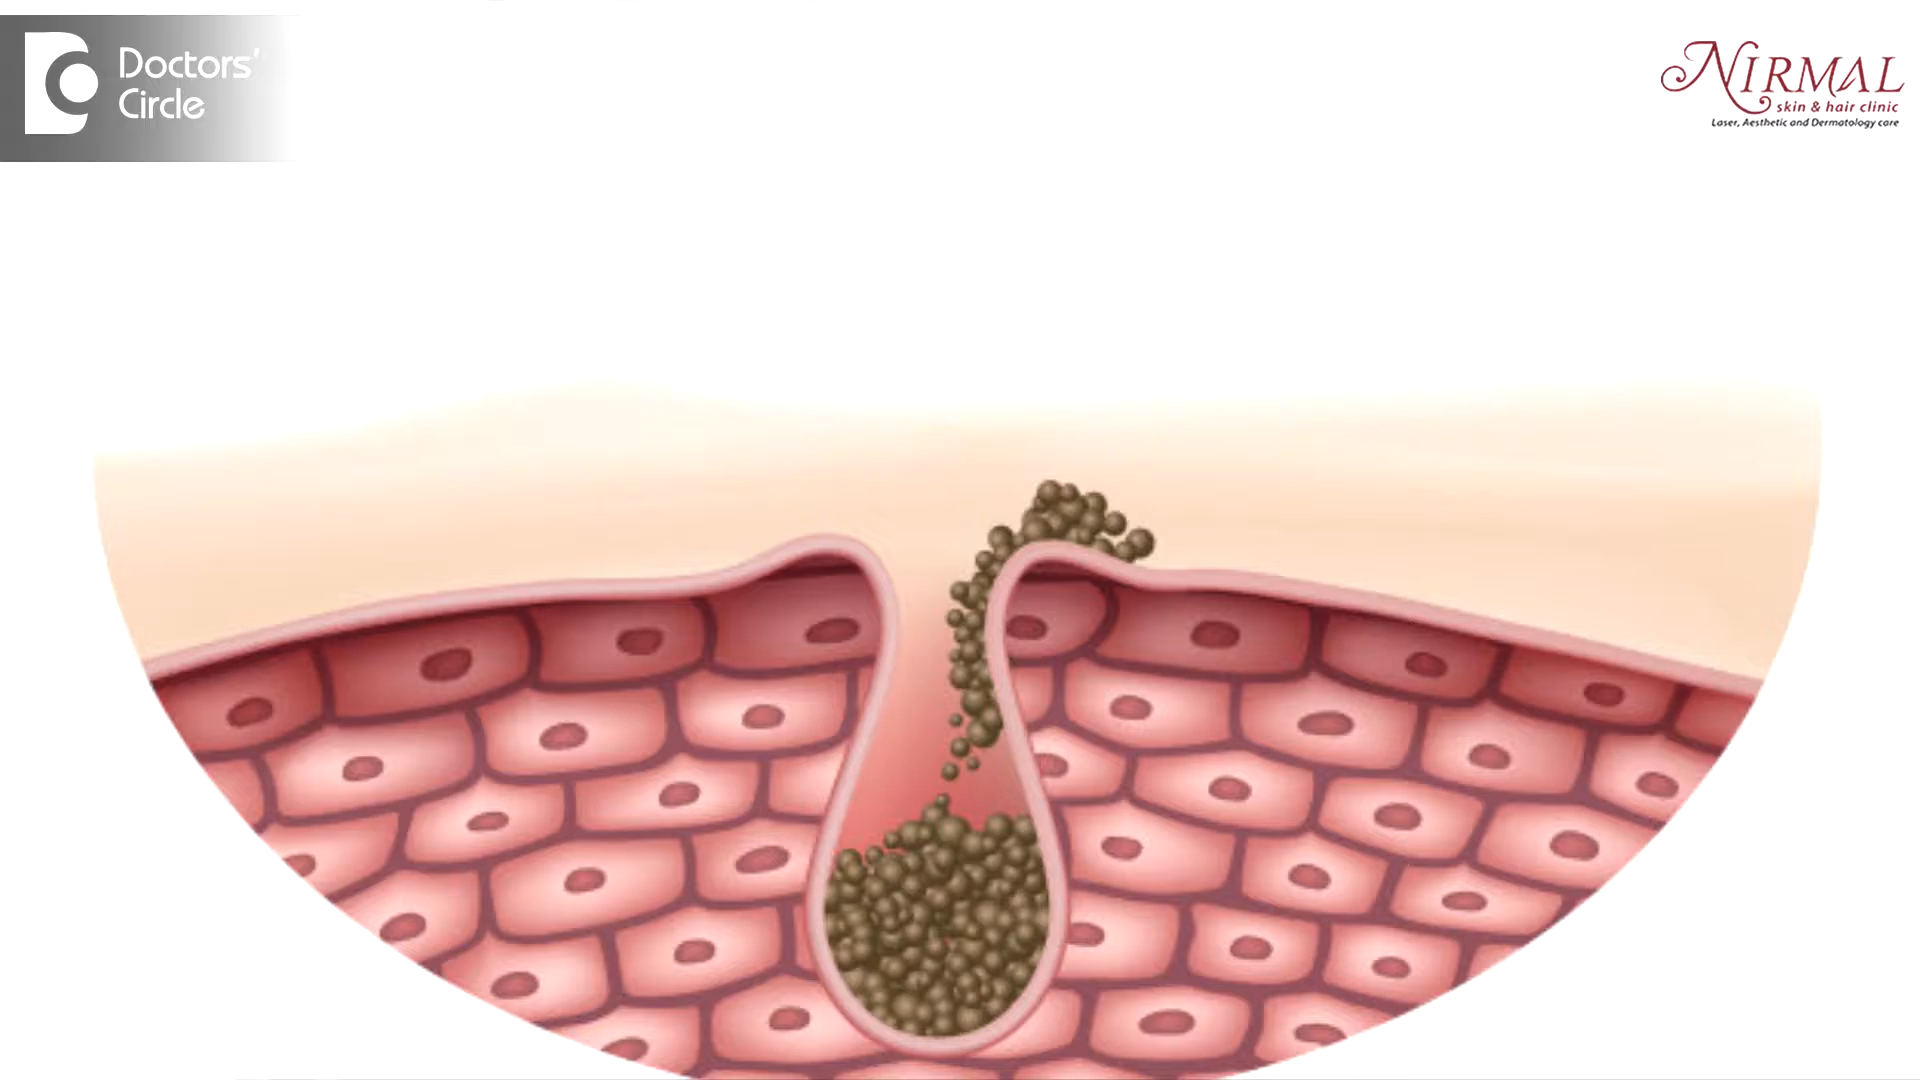 Doctors'
Circle
NIRMAL
skin & hair clinic
Laser, Aesthetic and Dermatology care